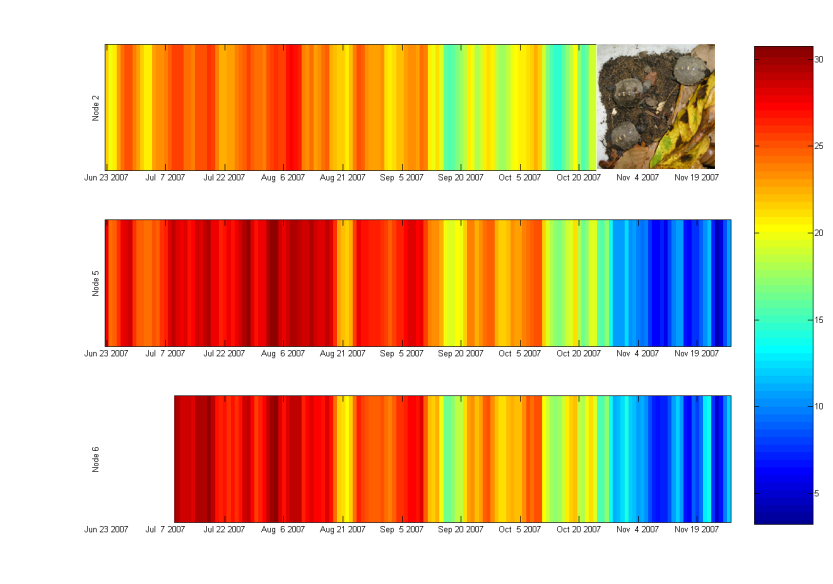 Node 2
Jun 23 2007 Jul 7 2007 Jul 22 2007 Aug 6 2007 Aug 21 2007 Sep 5 2007 Sep 20 2007 Oct 5 2007 Oct 20 2007 Nov 4 2007 Nov 19 2007
Node 5
Jun 23 2007 Jul 7 2007 Jul 22 2007 Aug 6 2007 Aug 21 2007 Sep 5 2007 Sep 20 2007 Oct 5 2007 Oct 20 2007 Nov 4 2007 Nov 19 2007
Node 6
Jun 23 2007 Jul 7 2007 Jul 22 2007 Aug 6 2007 Aug 21 2007 Sep 5 2007 Sep 20 2007 Oct 5 2007 Oct 20 2007 Nov 4 2007 Nov 19 2007
30
25
20
15
10
5